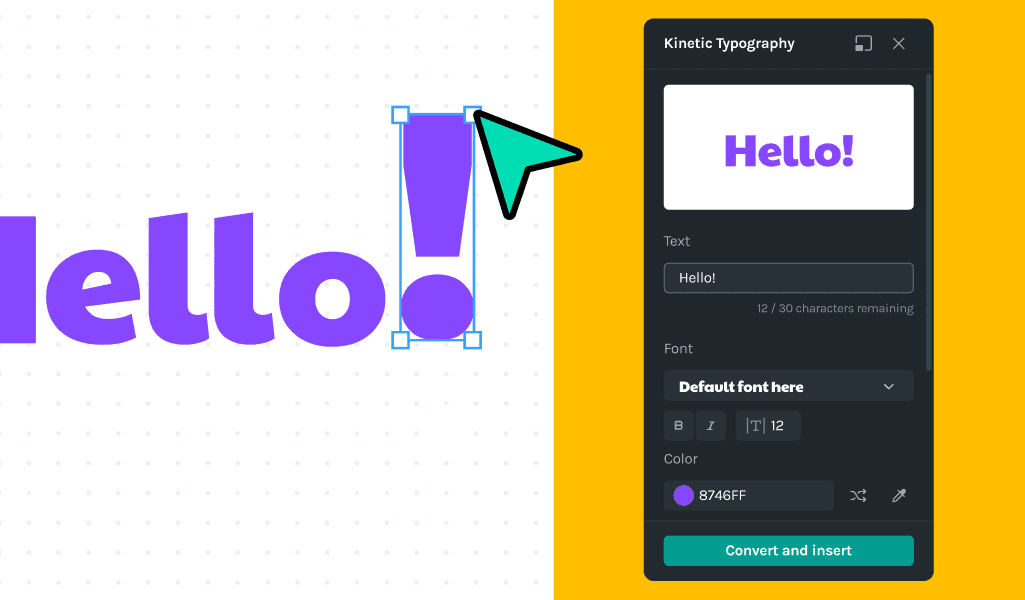 Hello!
Kinetic Typography
Hello!
Text
Hello!
12 / 30 characters remaining
Font
Default font here
B I |T| 12
Color
8746FF
Convert and insert